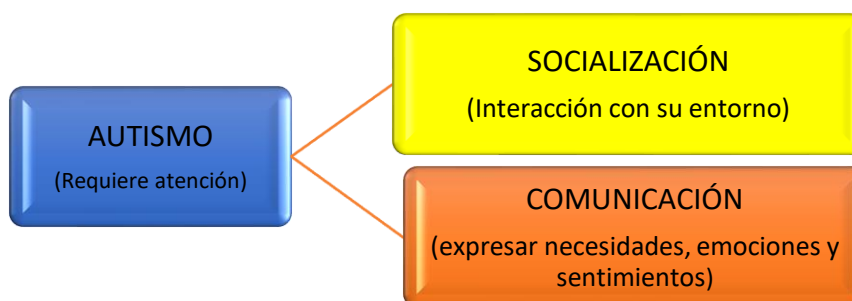 AUTISMO
(Requiere atención)
SOCIALIZACIÓN
(Interacción con su entorno)
COMUNICACIÓN
(expresar necesidades, emociones y
sentimientos)